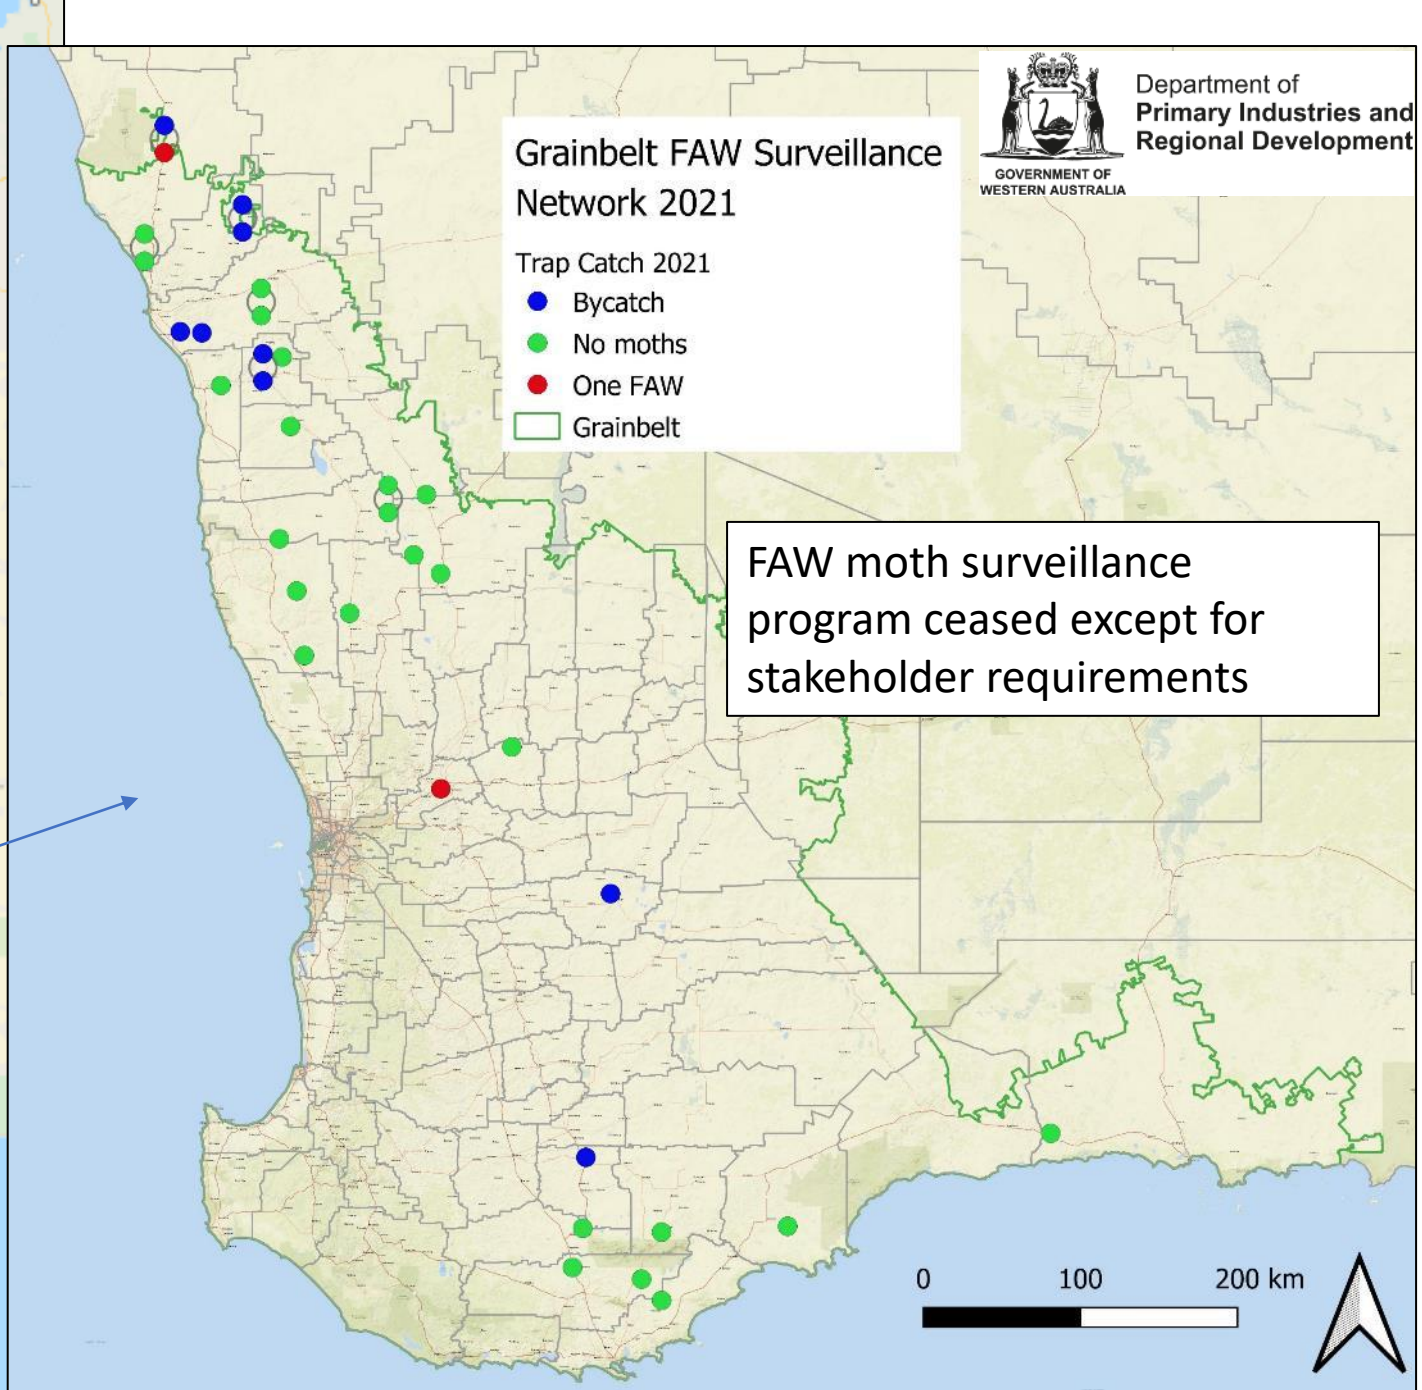 Department of
Primary Industries and
Regional Development
GOVERNMENT OF
WESTERN AUSTRALIA
Grainbelt FAW Surveillance
Network 2021
Trap Catch 2021
Bycatch
No moths
One FAW
Grainbelt
FAW moth surveillance
program ceased except for
stakeholder requirements
0 100 200 km